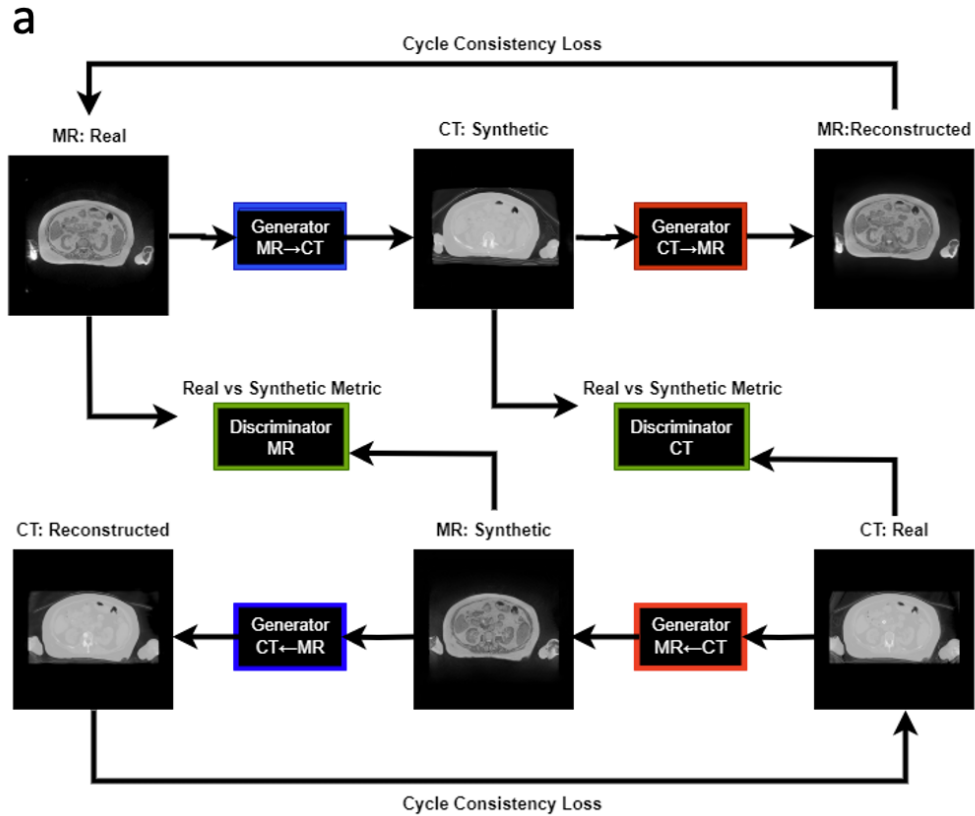 a
Cycle Consistency Loss
MR: Real
CT: Synthetic
MR:Reconstructed
Generator
MR→CT
Generator
CT→MR
Real vs Synthetic Metric
Real vs Synthetic Metric
Discriminator
MR
Discriminator
CT
CT: Reconstructed
MR: Synthetic
CT: Real
Generator
CT←MR
Generator
MR←CT
Cycle Consistency Loss